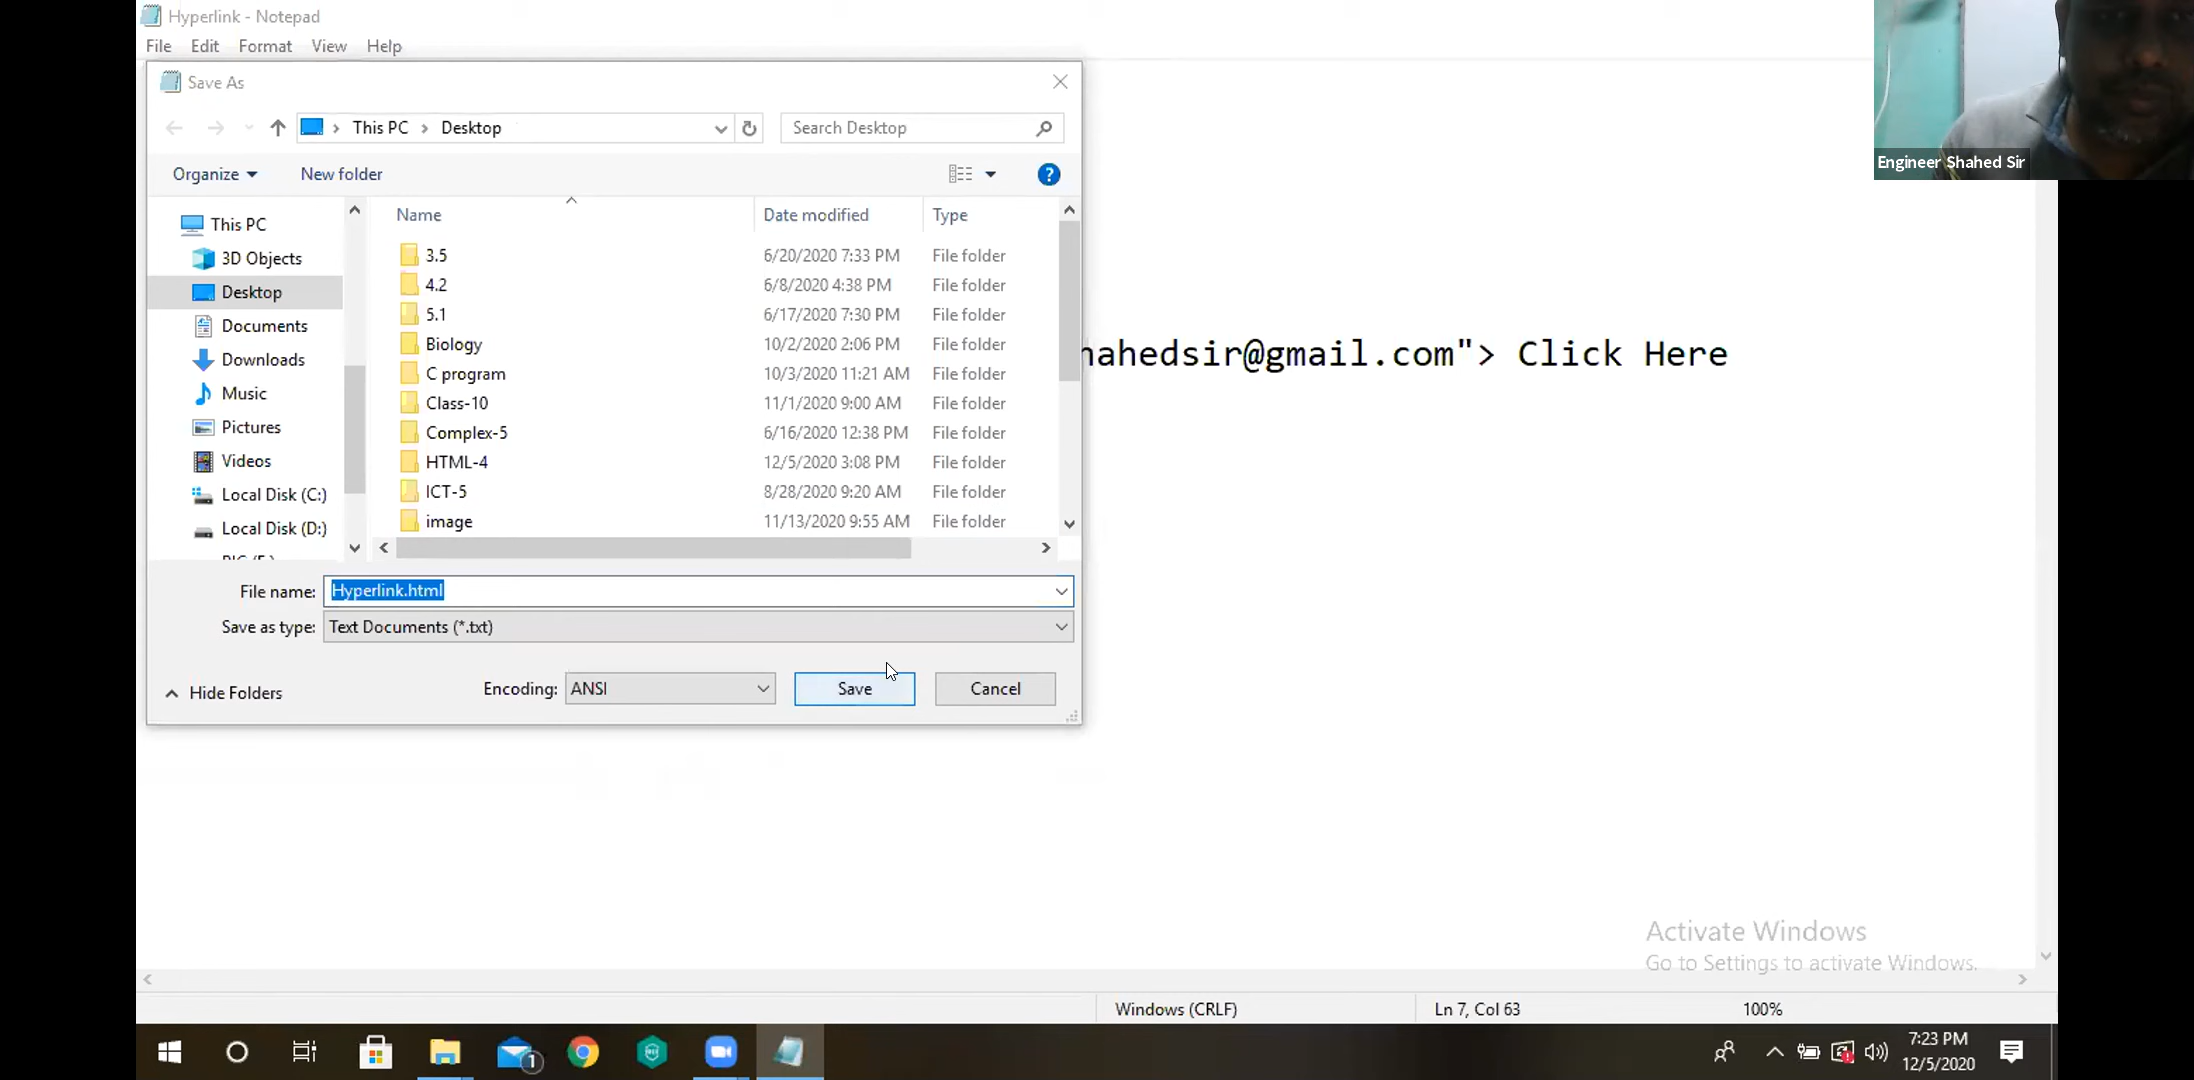 Hyperlink - Notepad
File Edit Format View Help
Save As
This PC Desktop
Search Desktop
Organize New folder
This PC
3D Objects
Desktop
Documents
Downloads
Music
Pictures
Videos
Local Disk (C:)
Local Disk (D:)
Name Date modified Type
3.5 6/20/2020 7:33 PM File folder
4.2 6/8/2020 4:38 PM File folder
5.1 6/17/2020 7:30 PM File folder
Biology 10/2/2020 2:06 PM File folder
C program 10/3/2020 11:21 AM File folder
Class-10 11/1/2020 9:00 AM File folder
Complex-5 6/16/2020 12:38 PM File folder
HTML-4 12/5/2020 3:08 PM File folder
ICT-5 8/28/2020 9:20 AM File folder
image 11/13/2020 9:55 AM File folder
File name: Hyperlink.html
Save as type: Text Documents (*.txt)
Hide Folders Encoding: ANSI Save Cancel
hahedsir@gmail.com"> Click Here
Engineer Shahed Sir
Activate Windows
Go to Settings to activate Windows.
Windows (CRLF) Ln 7, Col 63 100%
1
7:23 PM
12/5/2020